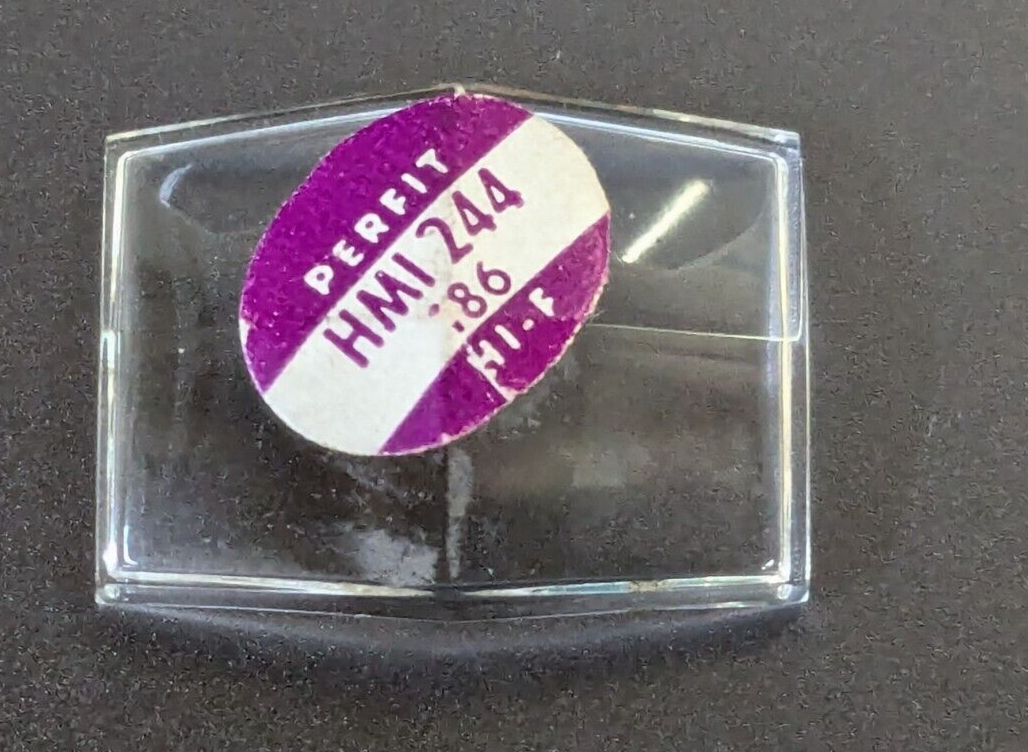 PERFIT
HMI 244
:86
HI-F